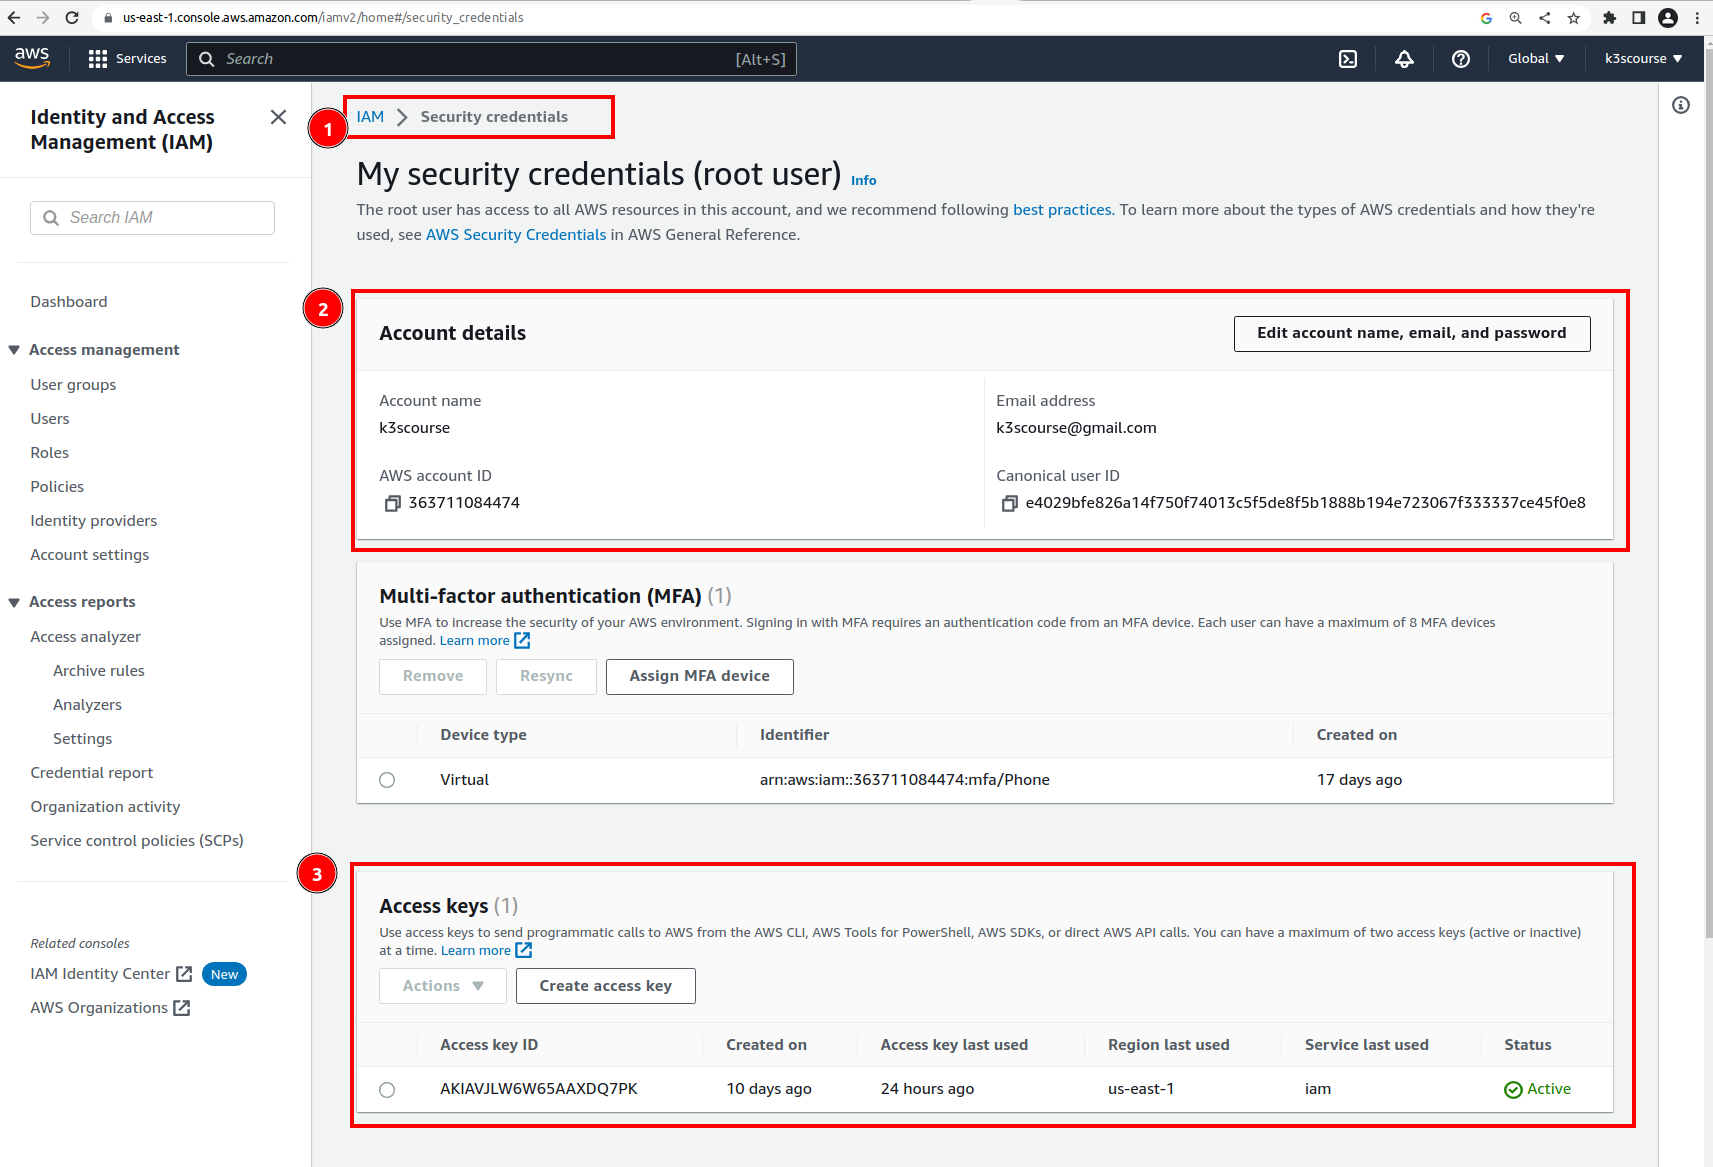 us-east-1.console.aws.amazon.com/iamv2/home#/security_credentials
aws
Services
Search
[Alt+S]
Global
k3scourse
Identity and Access
Management (IAM)
Search IAM
Dashboard
Access management
User groups
Users
Roles
Policies
Identity providers
Account settings
Access reports
Access analyzer
Archive rules
Analyzers
Settings
Credential report
Organization activity
Service control policies (SCPs)
Related consoles
IAM Identity Center
New
AWS Organizations
1
IAM > Security credentials
My security credentials (root user) Info
The root user has access to all AWS resources in this account, and we recommend following best practices. To learn more about the types of AWS credentials and how they're
used, see AWS Security Credentials in AWS General Reference.
2
Account details
Edit account name, email, and password
Account name
k3scourse
Email address
k3scourse@gmail.com
AWS account ID
363711084474
Canonical user ID
e4029bfe826a14f750f74013c5f5de8f5b1888b194e723067f333337ce45f0e8
Multi-factor authentication (MFA) (1)
Use MFA to increase the security of your AWS environment. Signing in with MFA requires an authentication code from an MFA device. Each user can have a maximum of 8 MFA devices
assigned. Learn more
Remove
Resync
Assign MFA device
Device type
Identifier
Created on
Virtual
arn:aws:iam::363711084474:mfa/Phone
17 days ago
3
Access keys (1)
Use access keys to send programmatic calls to AWS from the AWS CLI, AWS Tools for PowerShell, AWS SDKs, or direct AWS API calls. You can have a maximum of two access keys (active or inactive)
at a time. Learn more
Actions
Create access key
Access key ID
Created on
Access key last used
Region last used
Service last used
Status
AKIAVJLW6W65AAXDQ7PK
10 days ago
24 hours ago
us-east-1
iam
Active